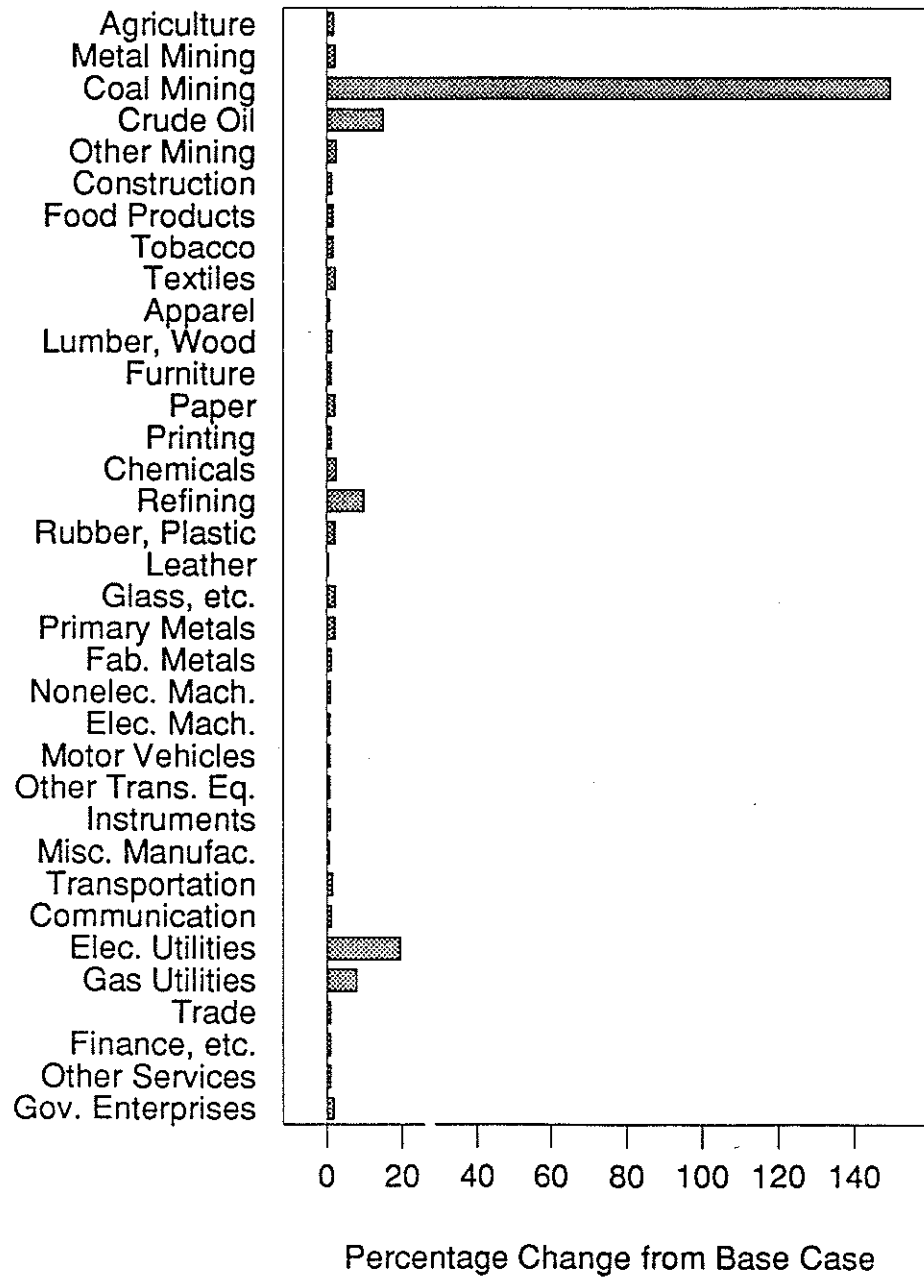 Agriculture
Metal Mining
Coal Mining
Crude Oil
Other Mining
Construction
Food Products
Tobacco
Textiles
Apparel
Lumber, Wood
Furniture
Paper
Printing
Chemicals
Refining
Rubber, Plastic
Leather
Glass, etc.
Primary Metals
Fab. Metals
Nonelec. Mach.
Elec. Mach.
Motor Vehicles
Other Trans. Eq.
Instruments
Misc. Manufac.
Transportation
Communication
Elec. Utilities
Gas Utilities
Trade
Finance, etc.
Other Services
Gov. Enterprises
0 20 40 60 80 100 120 140
Percentage Change from Base Case